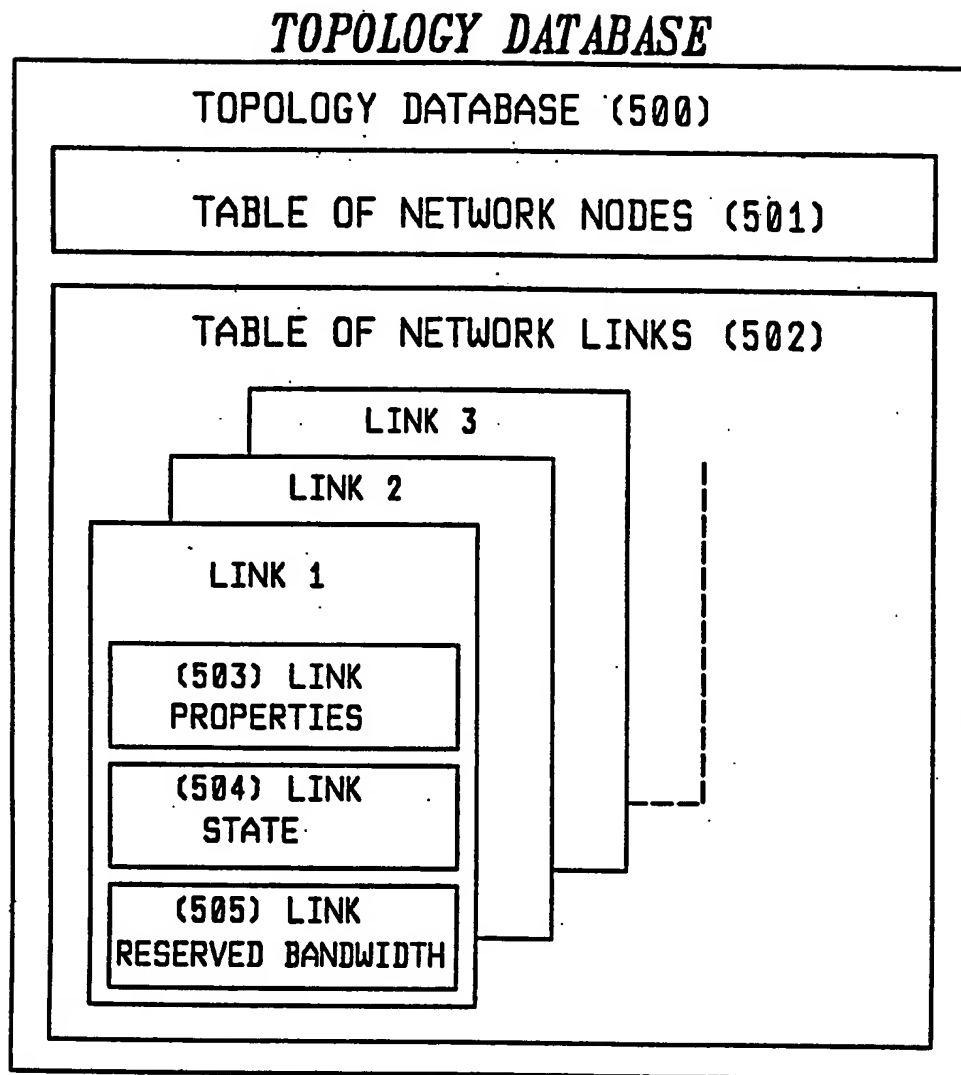 TOPOLOGY DATABASE
TOPOLOGY DATABASE (500)
TABLE OF NETWORK NODES (501)
TABLE OF NETWORK LINKS (502)
LINK 3
LINK 2
LINK 1
(503) LINK
PROPERTIES
(504) LINK
STATE
(505) LINK
RESERVED BANDWIDTH